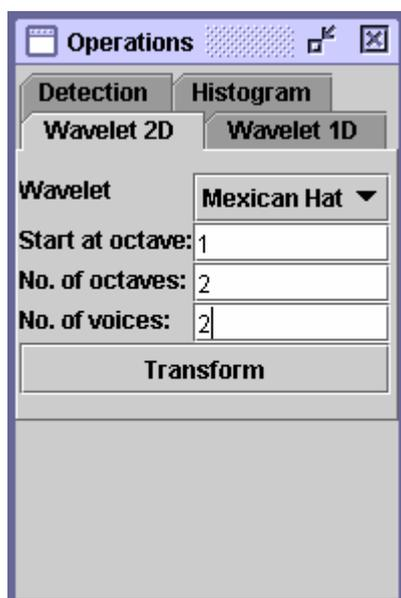 Operations
Detection Histogram
Wavelet 2D Wavelet 1D
Wavelet Mexican Hat
Start at octave: 1
No. of octaves: 2
No. of voices: 2
Transform